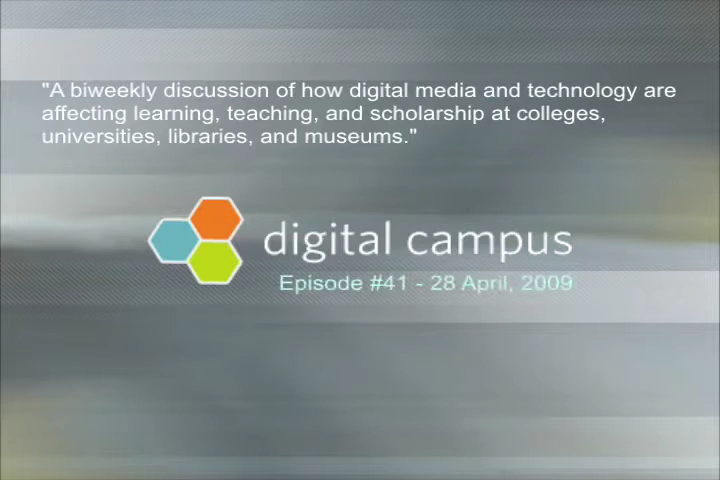 "A biweekly discussion of how digital media and technology are
affecting learning, teaching, and scholarship at colleges,
universities, libraries, and museums."
digital campus
Episode #41 - 28 April, 2009